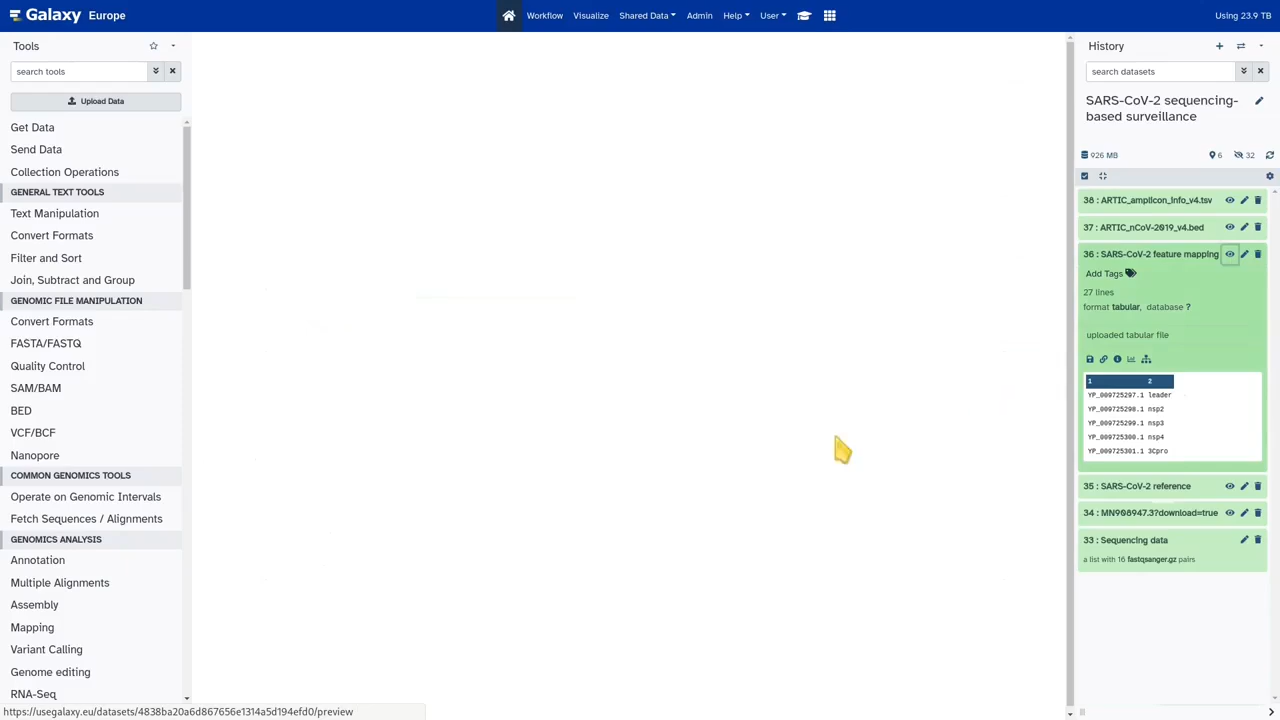 Galaxy Europe
Workflow Visualize Shared Data Admin Help User
Using 23.9 TB
Tools
search tools
Upload Data
Get Data
Send Data
Collection Operations
GENERAL TEXT TOOLS
Text Manipulation
Convert Formats
Filter and Sort
Join, Subtract and Group
GENOMIC FILE MANIPULATION
Convert Formats
FASTA/FASTQ
Quality Control
SAM/BAM
BED
VCF/BCF
Nanopore
COMMON GENOMICS TOOLS
Operate on Genomic Intervals
Fetch Sequences / Alignments
GENOMICS ANALYSIS
Annotation
Multiple Alignments
Assembly
Mapping
Variant Calling
Genome editing
RNA-Seq
https://usegalaxy.eu/datasets/4838ba20a6d867656e1314a5d194efd0/preview
History
search datasets
SARS-CoV-2 sequencing-
based surveillance
926 MB 6 32
38 : ARTIC_amplicon_info_v4.tsv
37 : ARTIC_nCoV-2019_v4.bed
36 : SARS-CoV-2 feature mapping
Add Tags
27 lines
format tabular, database ?
uploaded tabular file
1 2
YP_009725297.1 leader
YP_009725298.1 nsp2
YP_009725299.1 nsp3
YP_009725300.1 nsp4
YP_009725301.1 3Cpro
35 : SARS-CoV-2 reference
34 : MN908947.3?download=true
33 : Sequencing data
a list with 16 fastqsanger.gz pairs